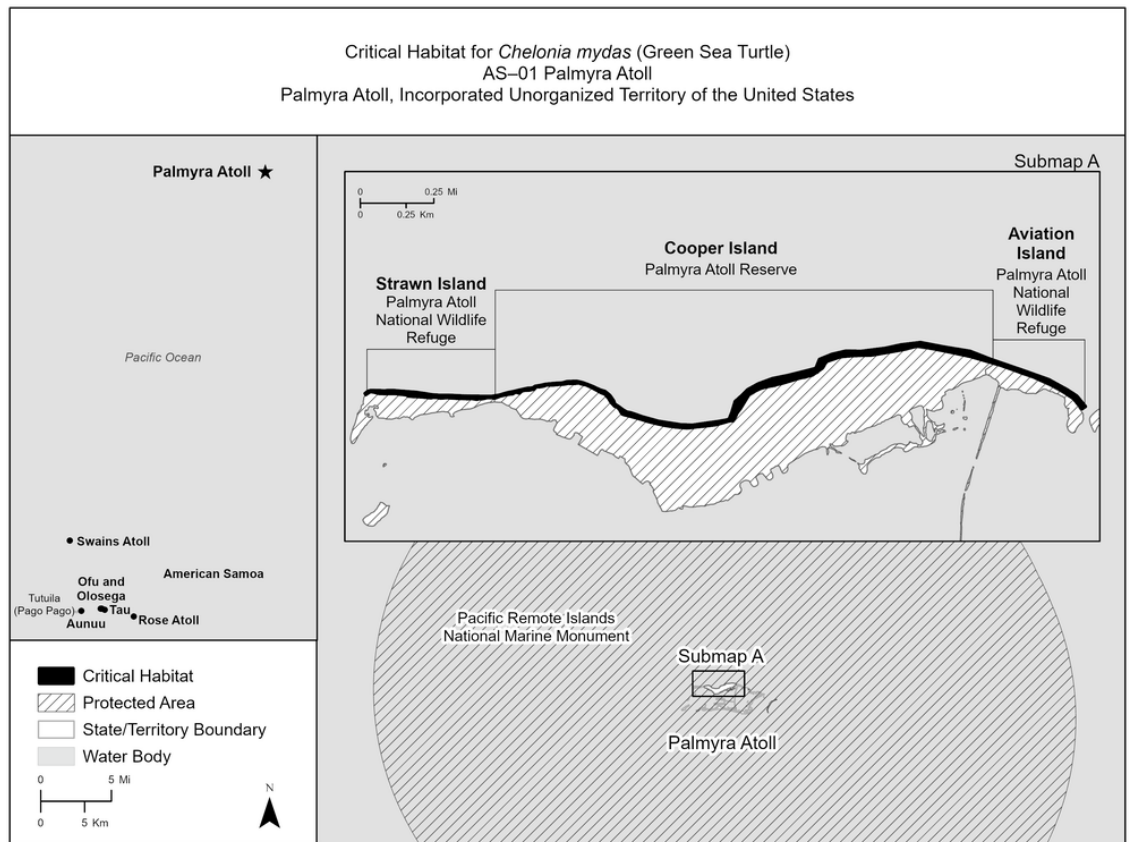 Critical Habitat for Chelonia mydas (Green Sea Turtle)
AS–01 Palmyra Atoll
Palmyra Atoll, Incorporated Unorganized Territory of the United States
Palmyra Atoll
Pacific Ocean
Swains Atoll
American Samoa
Ofu and
Olosega
Tutuila
(Pago Pago)
Tau
Aunuu
Rose Atoll
Critical Habitat
Protected Area
State/Territory Boundary
Water Body
0 5 Mi
0 5 Km
N
Submap A
0 0.25 Mi
0 0.25 Km
Strawn Island
Palmyra Atoll
National Wildlife
Refuge
Cooper Island
Palmyra Atoll Reserve
Aviation
Island
Palmyra Atoll
National
Wildlife
Refuge
Pacific Remote Islands
National Marine Monument
Submap A
Palmyra Atoll